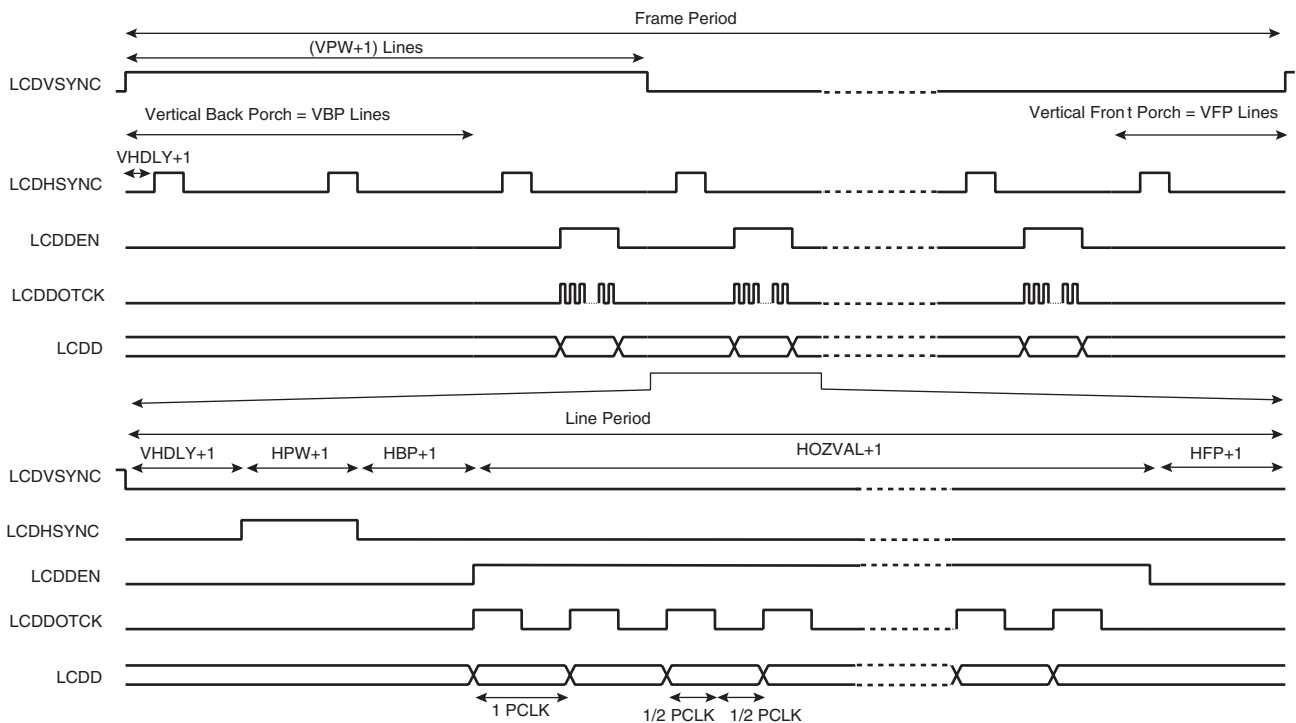 Frame Period
(VPW+1) Lines
LCDVSYNC
Vertical Back Porch = VBP Lines
Vertical Front Porch = VFP Lines
VHDLY+1
LCDHSYNC
LCDDEN
LCDDOTCK
LCDD
Line Period
VHDLY+1 HPW+1 HBP+1 HOZVAL+1 HFP+1
LCDVSYNC
LCDHSYNC
LCDDEN
LCDDOTCK
LCDD
1 PCLK 1/2 PCLK 1/2 PCLK